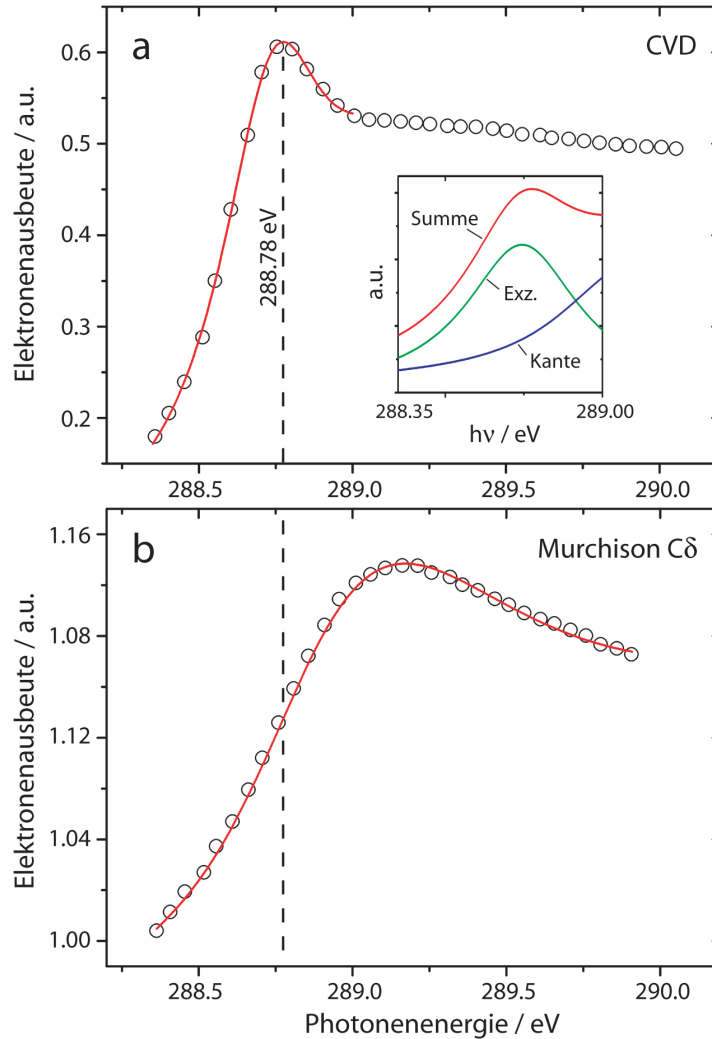 a
CVD
0.6
0.5
0.4
0.3
0.2
Elektronenausbeute / a.u.
288.78 eV
Summe
Exz.
Kante
a.u.
288.35
289.00
hν / eV
288.5
289.0
289.5
290.0
b
Murchison Cδ
1.16
1.08
1.12
1.04
1.00
Elektronenausbeute / a.u.
288.5
289.0
289.5
290.0
Photonenenergie / eV